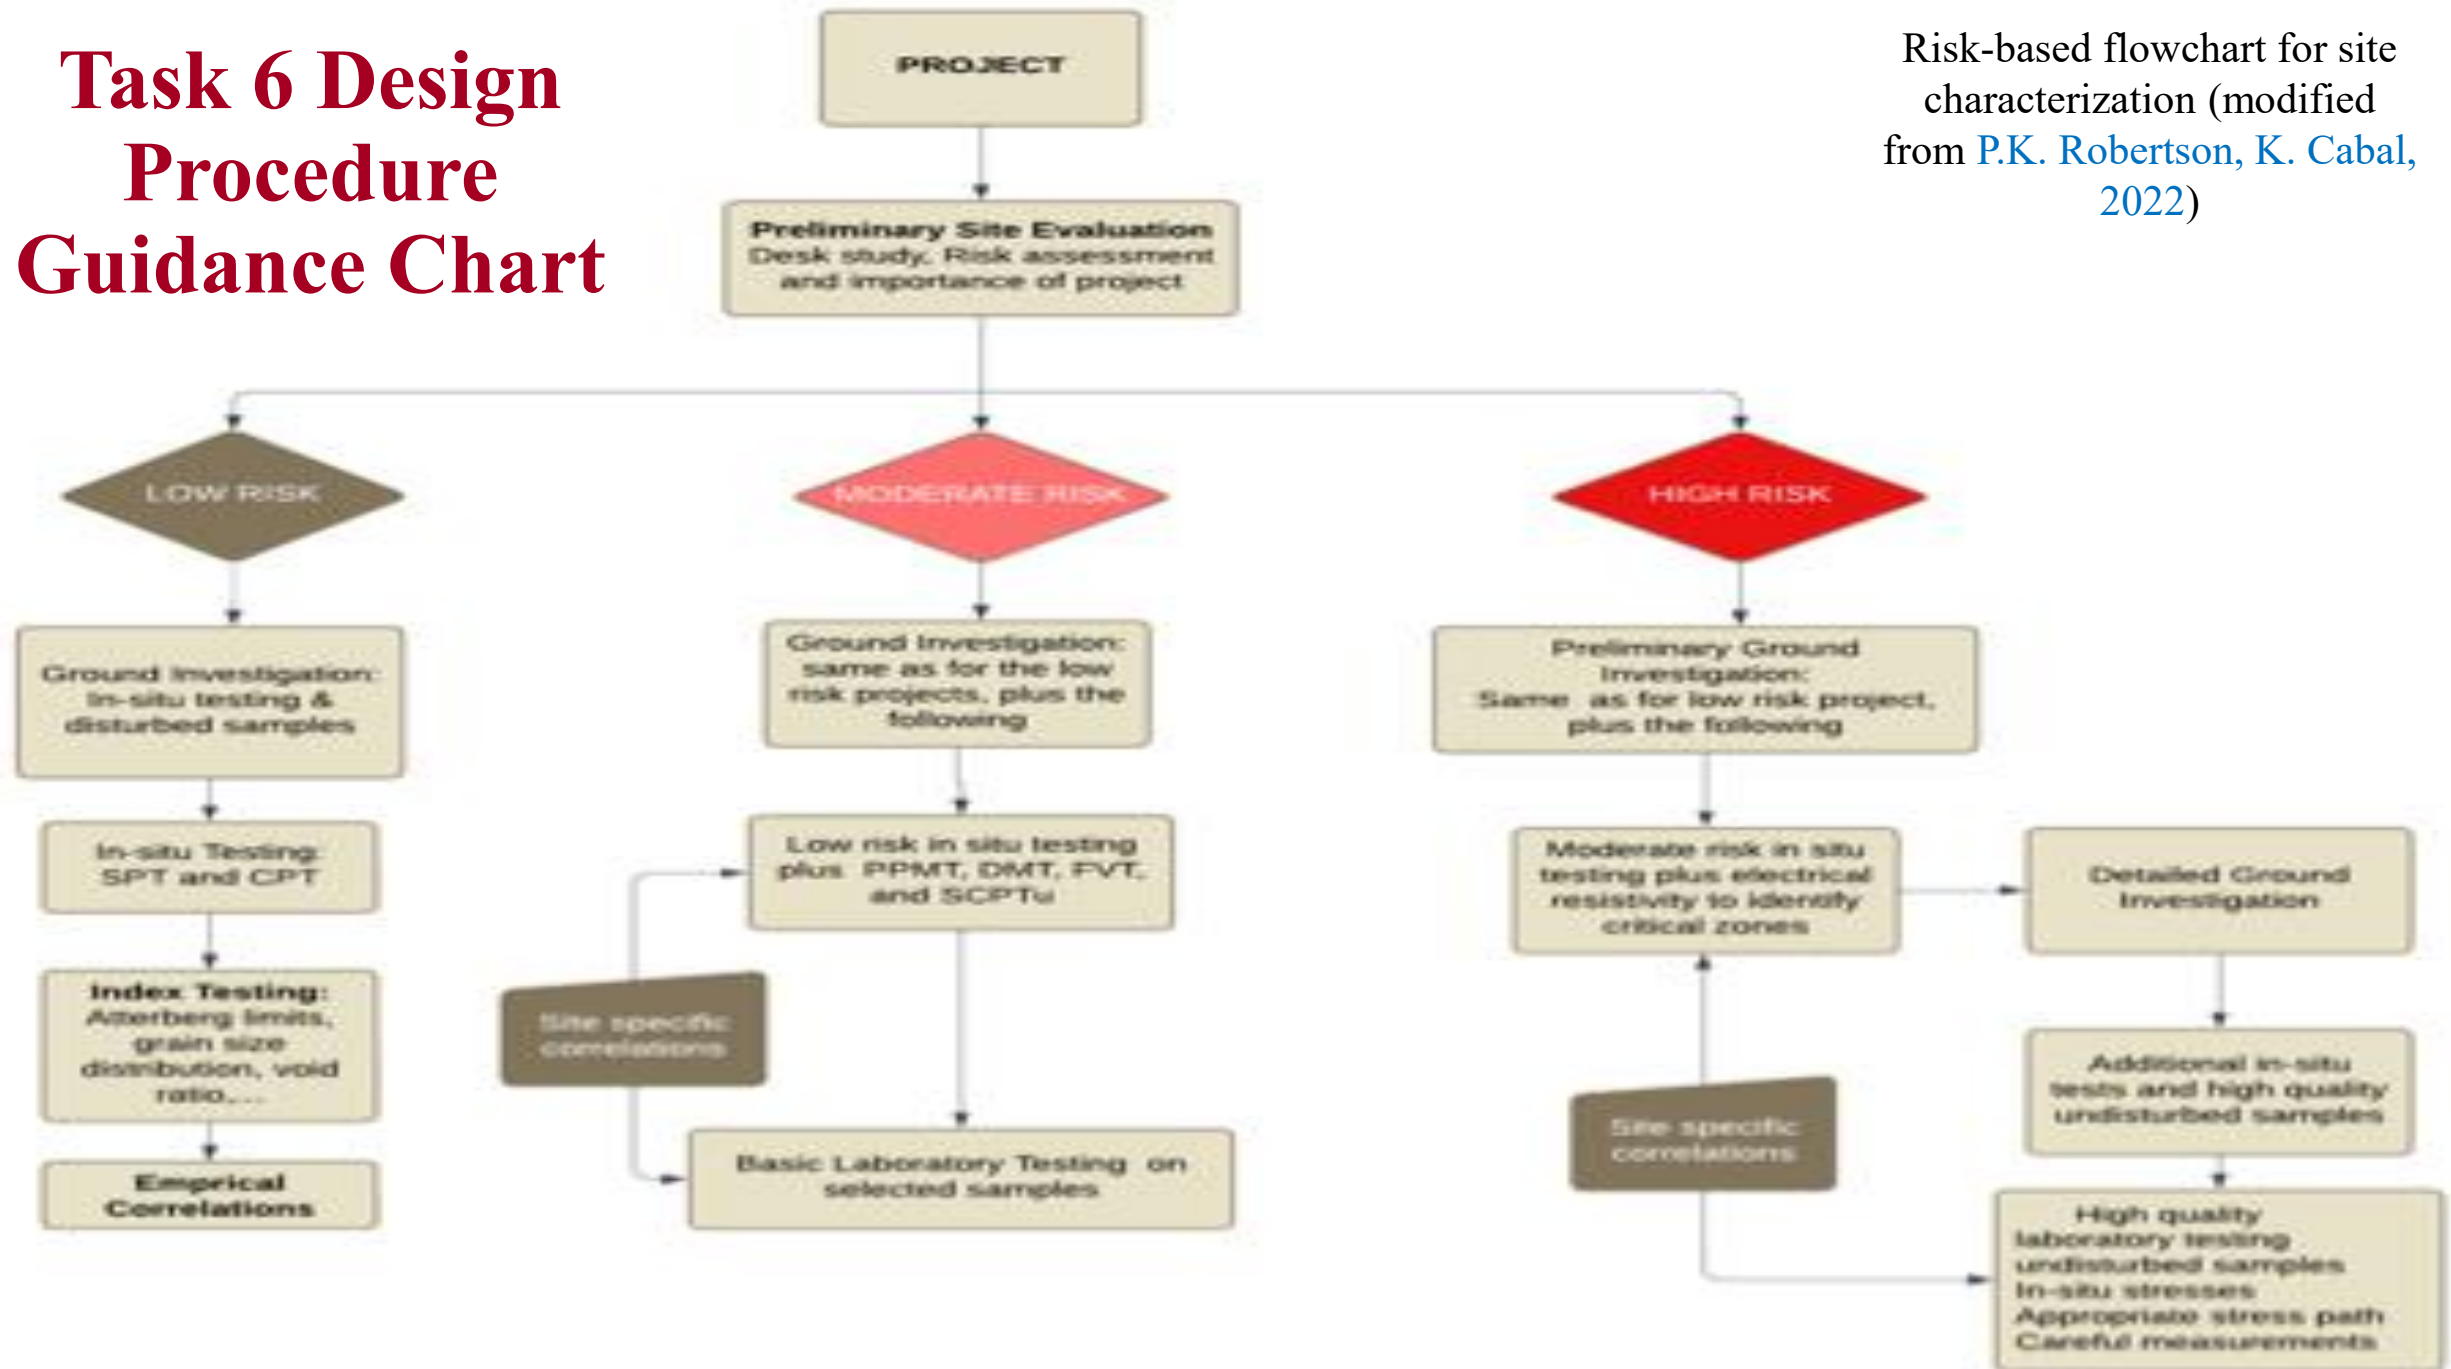 Task 6 Design
Procedure
Guidance Chart
Risk-based flowchart for site
characterization (modified
from P.K. Robertson, K. Cabal,
2022)
PROJECT
Preliminary Site Evaluation
Desk study, Risk assessment
and importance of project
LOW RISK
MODERATE RISK
HIGH RISK
Ground Investigation:
In-situ testing &
disturbed samples
In-situ Testing:
SPT and CPT
Index Testing:
Atterberg limits,
grain size
distribution, void
ratio,...
Emprical
Correlations
Ground Investigation:
same as for the low
risk projects, plus the
following
Low risk in situ testing
plus PPMT, DMT, FVT,
and SCPTu
Site specific
correlations
Basic Laboratory Testing on
selected samples
Preliminary Ground
Investigation:
Same as for low risk project,
plus the following
Moderate risk in situ
testing plus electrical
resistivity to identify
critical zones
Site specific
correlations
Detailed Ground
Investigation
Additional in-situ
tests and high quality
undisturbed samples
High quality
laboratory testing
undisturbed samples
In-situ stresses
Appropriate stress path
Careful measurements